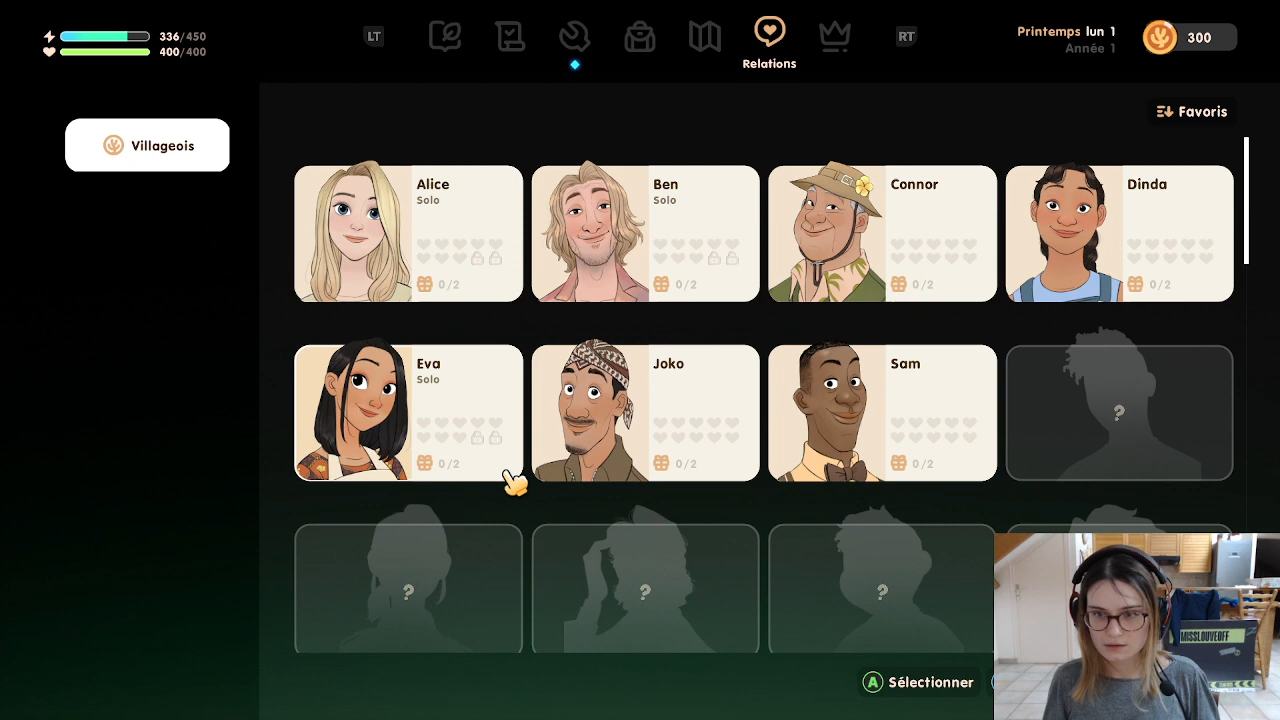 336/450
400/400
LT
Relations
RT
Printemps lun 1
Année 1
300
Villageois
Favoris
Alice
Solo
0/2
Ben
Solo
0/2
Connor
0/2
Dinda
0/2
Eva
Solo
0/2
Joko
0/2
Sam
0/2
?
?
?
?
A Sélectionner
MISSLOUVEOFF